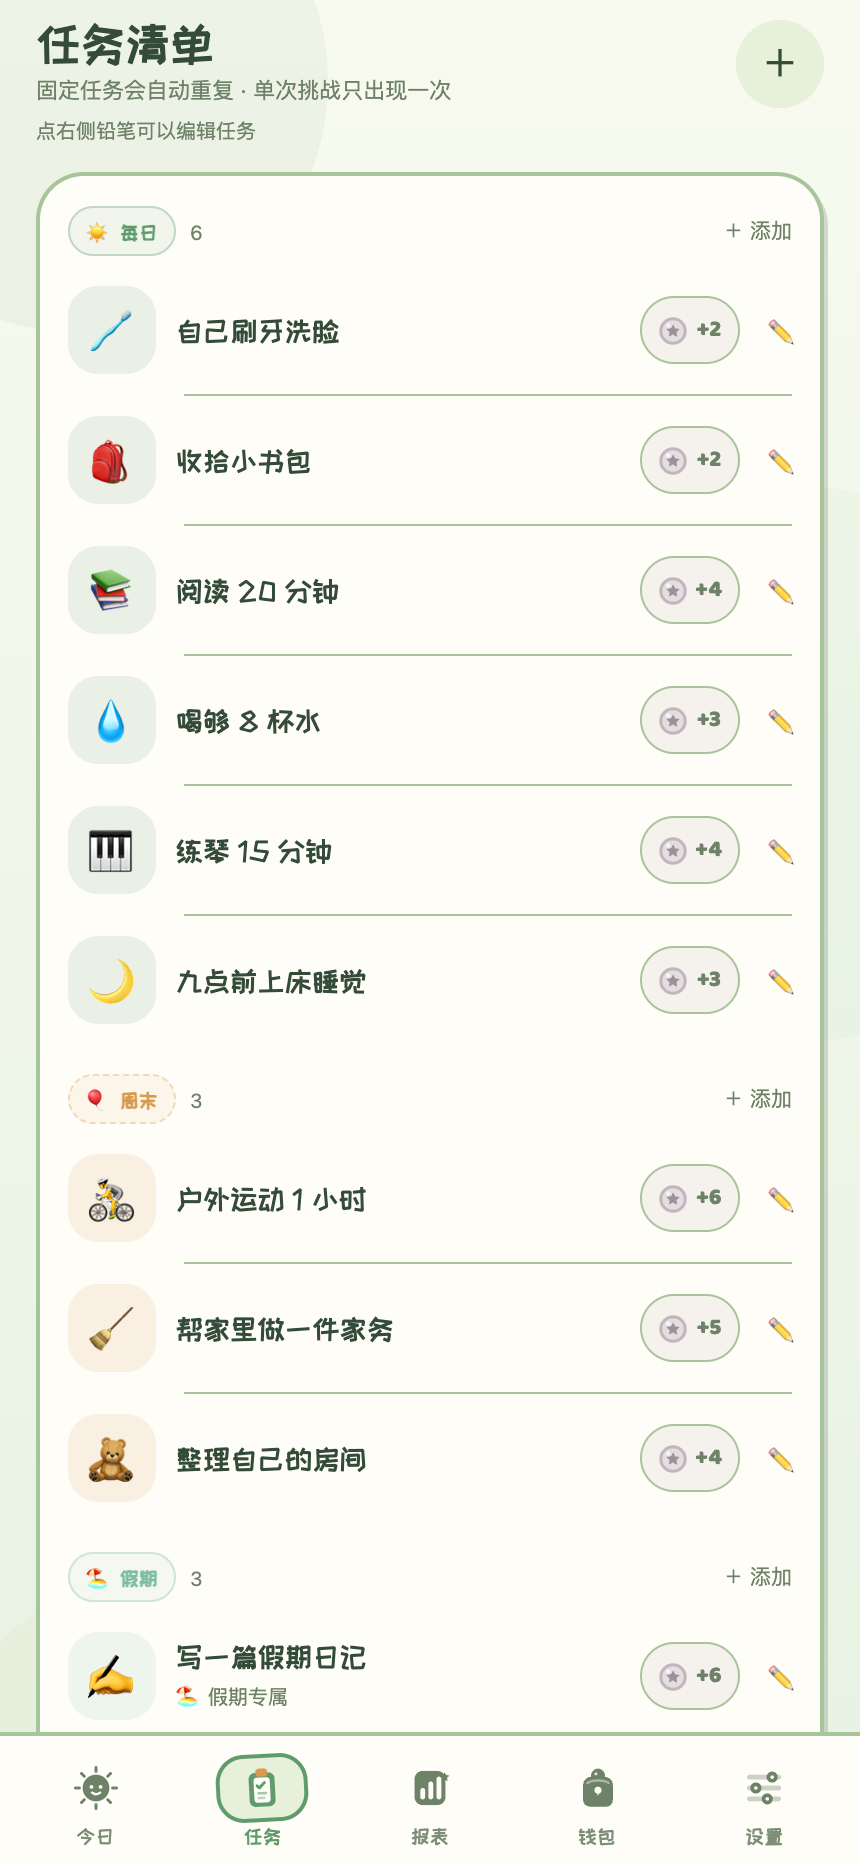 任务清单
固定任务会自动重复 · 单次挑战只出现一次
点右侧铅笔可以编辑任务
每日 6 + 添加
自己刷牙洗脸 +2
收拾小书包 +2
阅读 20 分钟 +4
喝够 8 杯水 +3
练琴 15 分钟 +4
九点前上床睡觉 +3
周末 3 + 添加
户外运动 1 小时 +6
帮家里做一件家务 +5
整理自己的房间 +4
假期 3 + 添加
写一篇假期日记 +6
假期专属
今日 任务 报表 钱包 设置